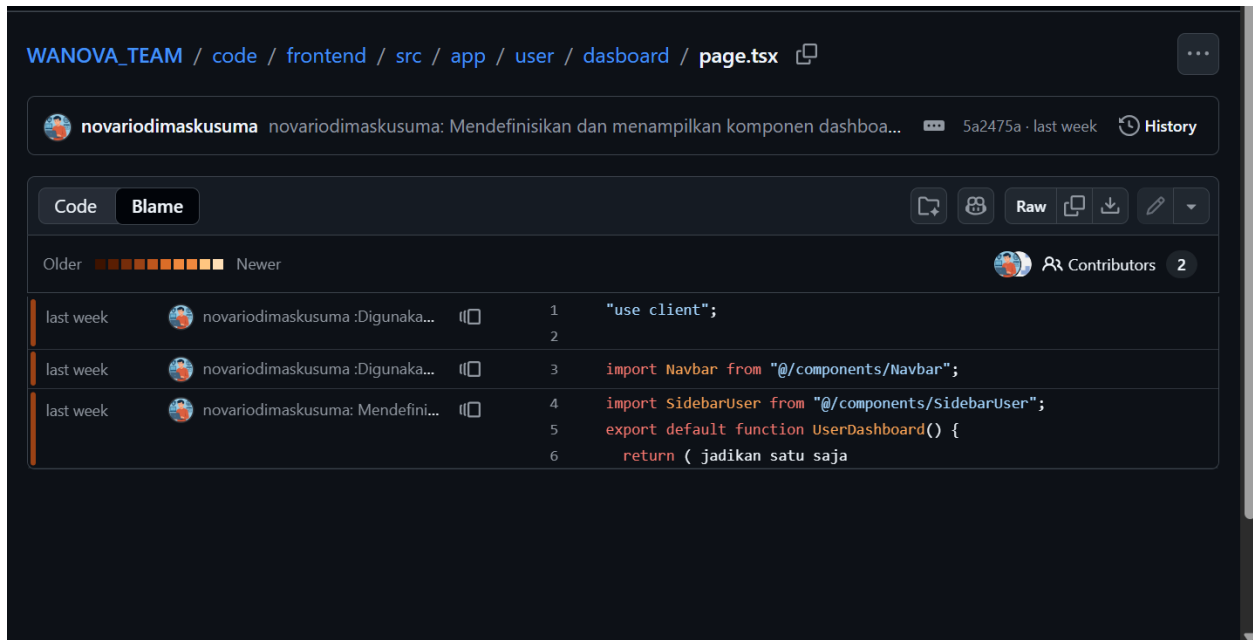 WANOVA_TEAM / code / frontend / src / app / user / dasboard / page.tsx
novariodimaskusuma novariodimaskusuma: Mendefinisikan dan menampilkan komponen dashboa... 5a2475a · last week History
Code Blame Raw
Older Newer Contributors 2
last week novariodimaskusuma :Digunaka... 1 "use client";
2
last week novariodimaskusuma :Digunaka... 3 import Navbar from "@/components/Navbar";
last week novariodimaskusuma: Mendefini... 4 import SidebarUser from "@/components/SidebarUser";
5 export default function UserDashboard() {
6 return ( jadikan satu saja